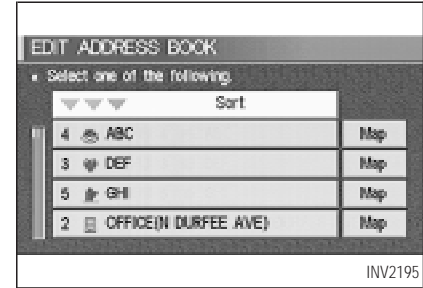 EDIT ADDRESS BOOK
Select one of the following.
Sort
4 ABC Map
3 DEF Map
5 GHI Map
2 OFFICE(N DURFEE AVE) Map
INV2195